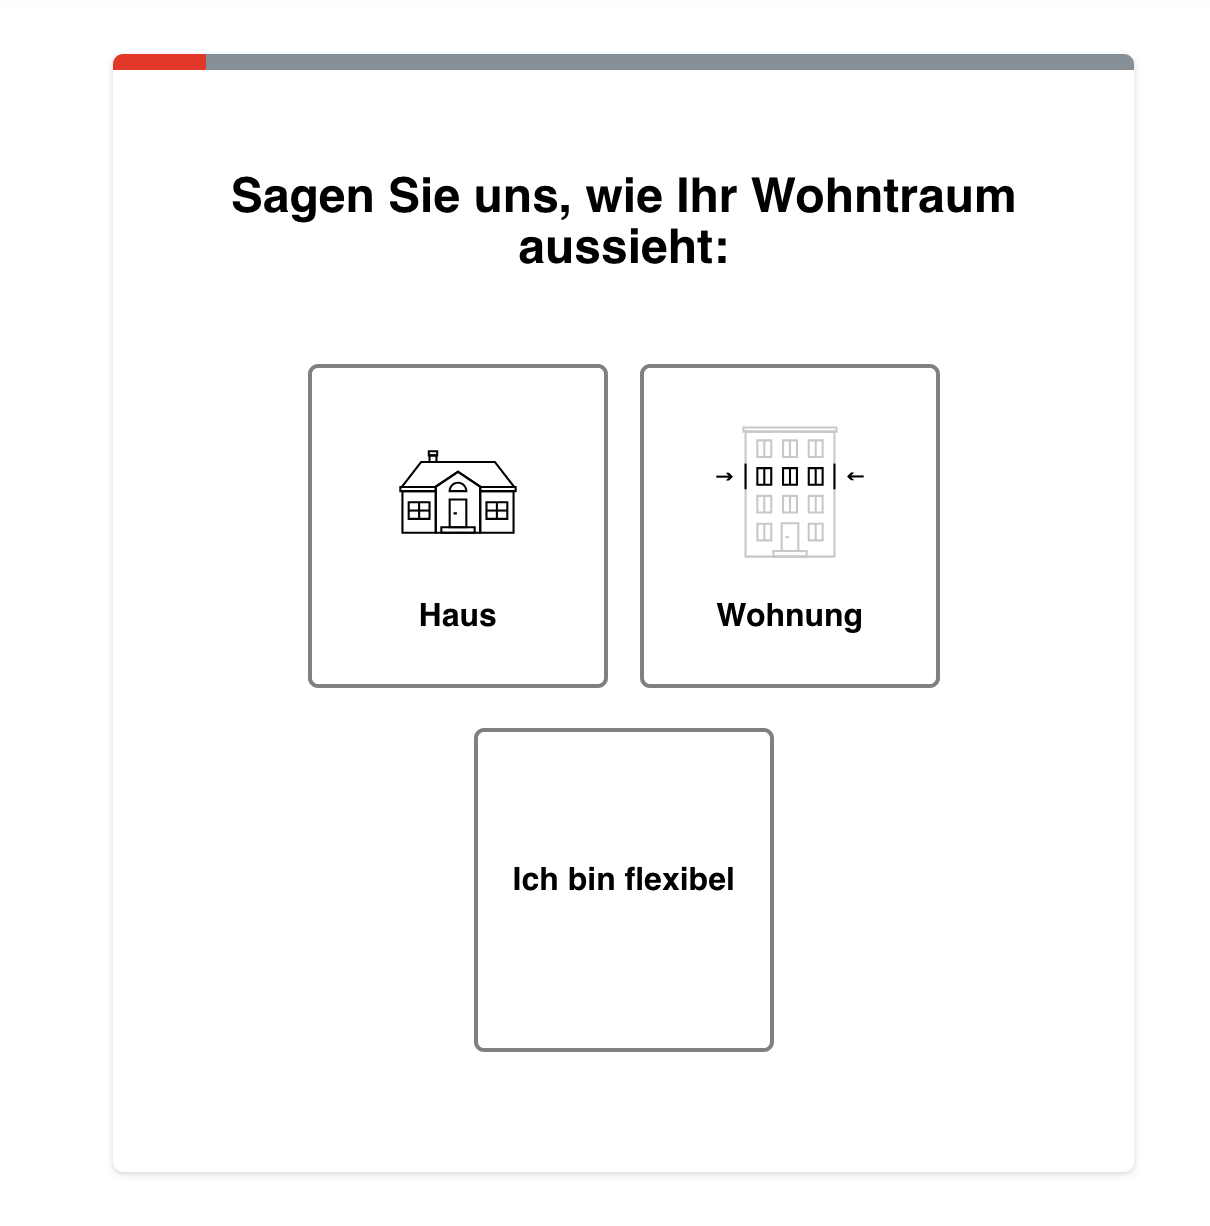 Sagen Sie uns, wie Ihr Wohntraum
aussieht:
Haus
Wohnung
Ich bin flexibel